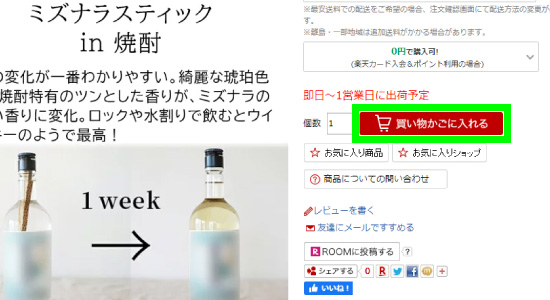 ミズナラスティック
in 焼酎
の変化が一番わかりやすい。綺麗な琥珀色
焼酎特有のツンとした香りが、ミズナラの
い香りに変化。ロックや水割りで飲むとウイ
キーのようで最高！
1 week
※最安送料での配送をご希望の場合、注文確認画面にて配送方法の変更が
す。
※離島・一部地域は追加送料がかかる場合があります。
0円で購入可!
(楽天カード入会&ポイント利用の場合)
即日～1営業日に出荷予定
個数 1 買い物かごに入れる
お気に入り商品 お気に入りショップ
商品についての問い合わせ
レビューを書く
友達にメールですすめる
R ROOMに投稿する ?
シェアする 0 R f m +
いいね！